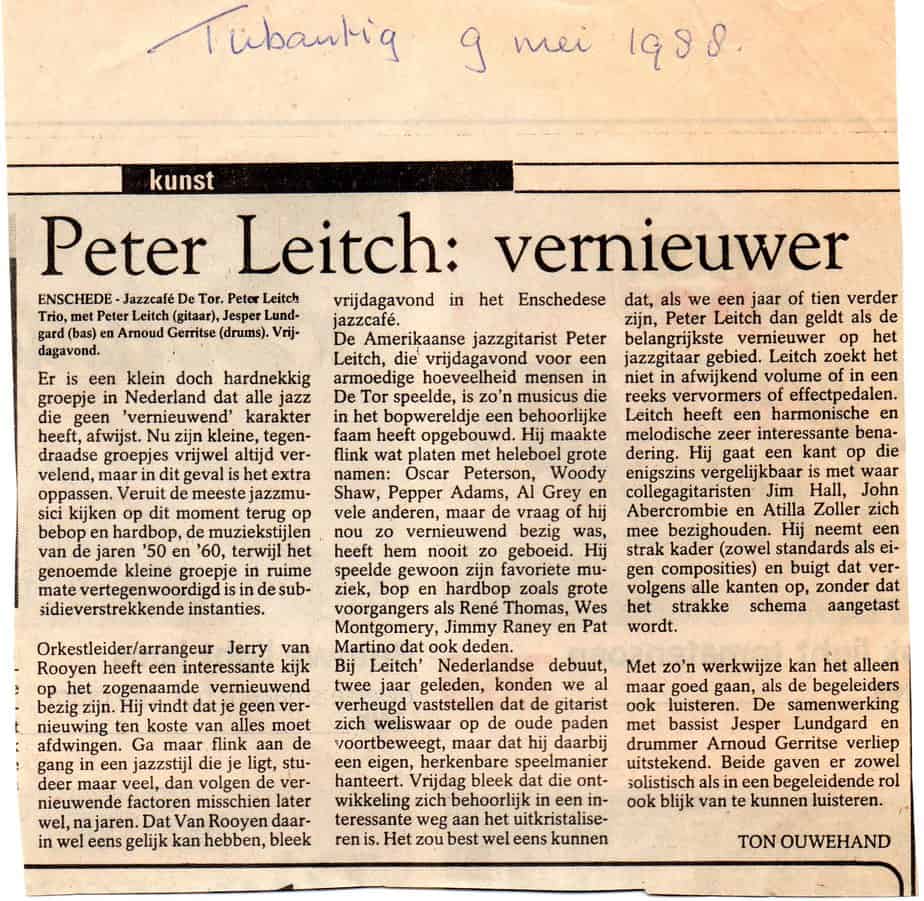 Tubantia 9 mei 1988.
kunst
Peter Leitch: vernieuwer
ENSCHEDE - Jazzcafé De Tor. Peter Leitch
Trio, met Peter Leitch (gitaar), Jesper Lund-
gard (bas) en Arnoud Gerritse (drums). Vrij-
dagavond.
Er is een klein doch hardnekkig
groepje in Nederland dat alle jazz
die geen 'vernieuwend' karakter
heeft, afwijst. Nu zijn kleine, tegen-
draadse groepjes vrijwel altijd ver-
velend, maar in dit geval is het extra
oppassen. Veruit de meeste jazzmu-
sici kijken op dit moment terug op
bebop en hardbop, de muziekstijlen
van de jaren '50 en '60, terwijl het
genoemde kleine groepje in ruime
mate vertegenwoordigd is in de sub-
sidieverstrekkende instanties.
Orkestleider/arrangeur Jerry van
Rooyen heeft een interessante kijk
op het zogenaamde vernieuwend
bezig zijn. Hij vindt dat je geen ver-
nieuwing ten koste van alles moet
afdwingen. Ga maar flink aan de
gang in een jazzstijl die je ligt, stu-
deer maar veel, dan volgen de ver-
nieuwende factoren misschien later
wel, na jaren. Dat Van Rooyen daar-
in wel eens gelijk kan hebben, bleek
vrijdagavond in het Enschedese
jazzcafé.
De Amerikaanse jazzgitarist Peter
Leitch, die vrijdagavond voor een
armoedige hoeveelheid mensen in
De Tor speelde, is zo'n musicus die
in het bopwereldje een behoorlijke
faam heeft opgebouwd. Hij maakte
flink wat platen met heleboel grote
namen: Oscar Peterson, Woody
Shaw, Pepper Adams, Al Grey en
vele anderen, maar de vraag of hij
nou zo vernieuwend bezig was,
heeft hem nooit zo geboeid. Hij
speelde gewoon zijn favoriete mu-
ziek, bop en hardbop zoals grote
voorgangers als René Thomas, Wes
Montgomery, Jimmy Raney en Pat
Martino dat ook deden.
Bij Leitch' Nederlandse debuut,
twee jaar geleden, konden we al
verheugd vaststellen dat de gitarist
zich weliswaar op de oude paden
voortbeweegt, maar dat hij daarbij
een eigen, herkenbare speelmanier
hanteert. Vrijdag bleek dat die ont-
wikkeling zich behoorlijk in een in-
teressante weg aan het uitkristalise-
ren is. Het zou best wel eens kunnen
dat, als we een jaar of tien verder
zijn, Peter Leitch dan geldt als de
belangrijkste vernieuwer op het
jazzgitaar gebied. Leitch zoekt het
niet in afwijkend volume of in een
reeks vervormers of effectpedalen.
Leitch heeft een harmonische en
melodische zeer interessante bena-
dering. Hij gaat een kant op die
enigszins vergelijkbaar is met waar
collegagitaristen Jim Hall, John
Abercrombie en Atilla Zoller zich
mee bezighouden. Hij neemt een
strak kader (zowel standards als ei-
gen composities) en buigt dat ver-
volgens alle kanten op, zonder dat
het strakke schema aangetast
wordt.
Met zo'n werkwijze kan het alleen
maar goed gaan, als de begeleiders
ook luisteren. De samenwerking
met bassist Jesper Lundgard en
drummer Arnoud Gerritse verliep
uitstekend. Beide gaven er zowel
solistisch als in een begeleidende rol
ook blijk van te kunnen luisteren.
TON OUWEHAND